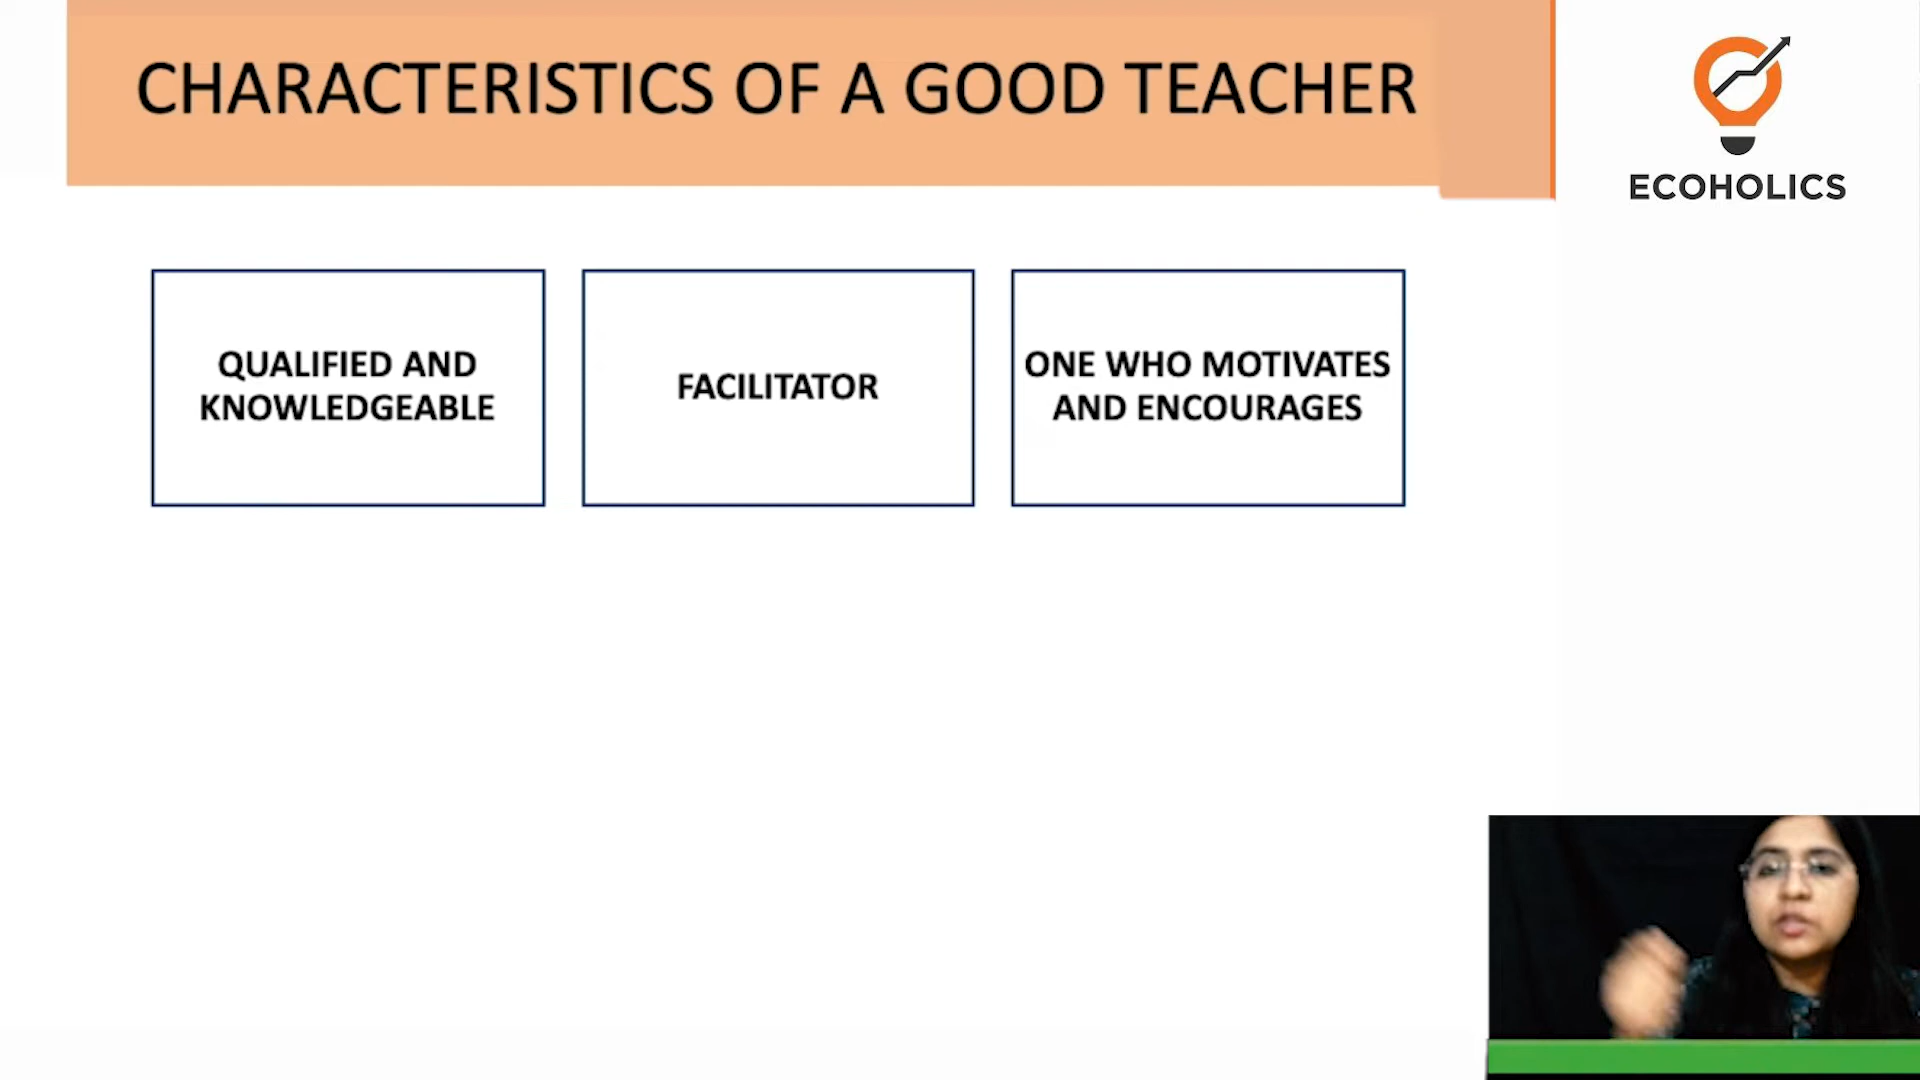 CHARACTERISTICS OF A GOOD TEACHER
ECOHOLICS
QUALIFIED AND
KNOWLEDGEABLE
FACILITATOR
ONE WHO MOTIVATES
AND ENCOURAGES